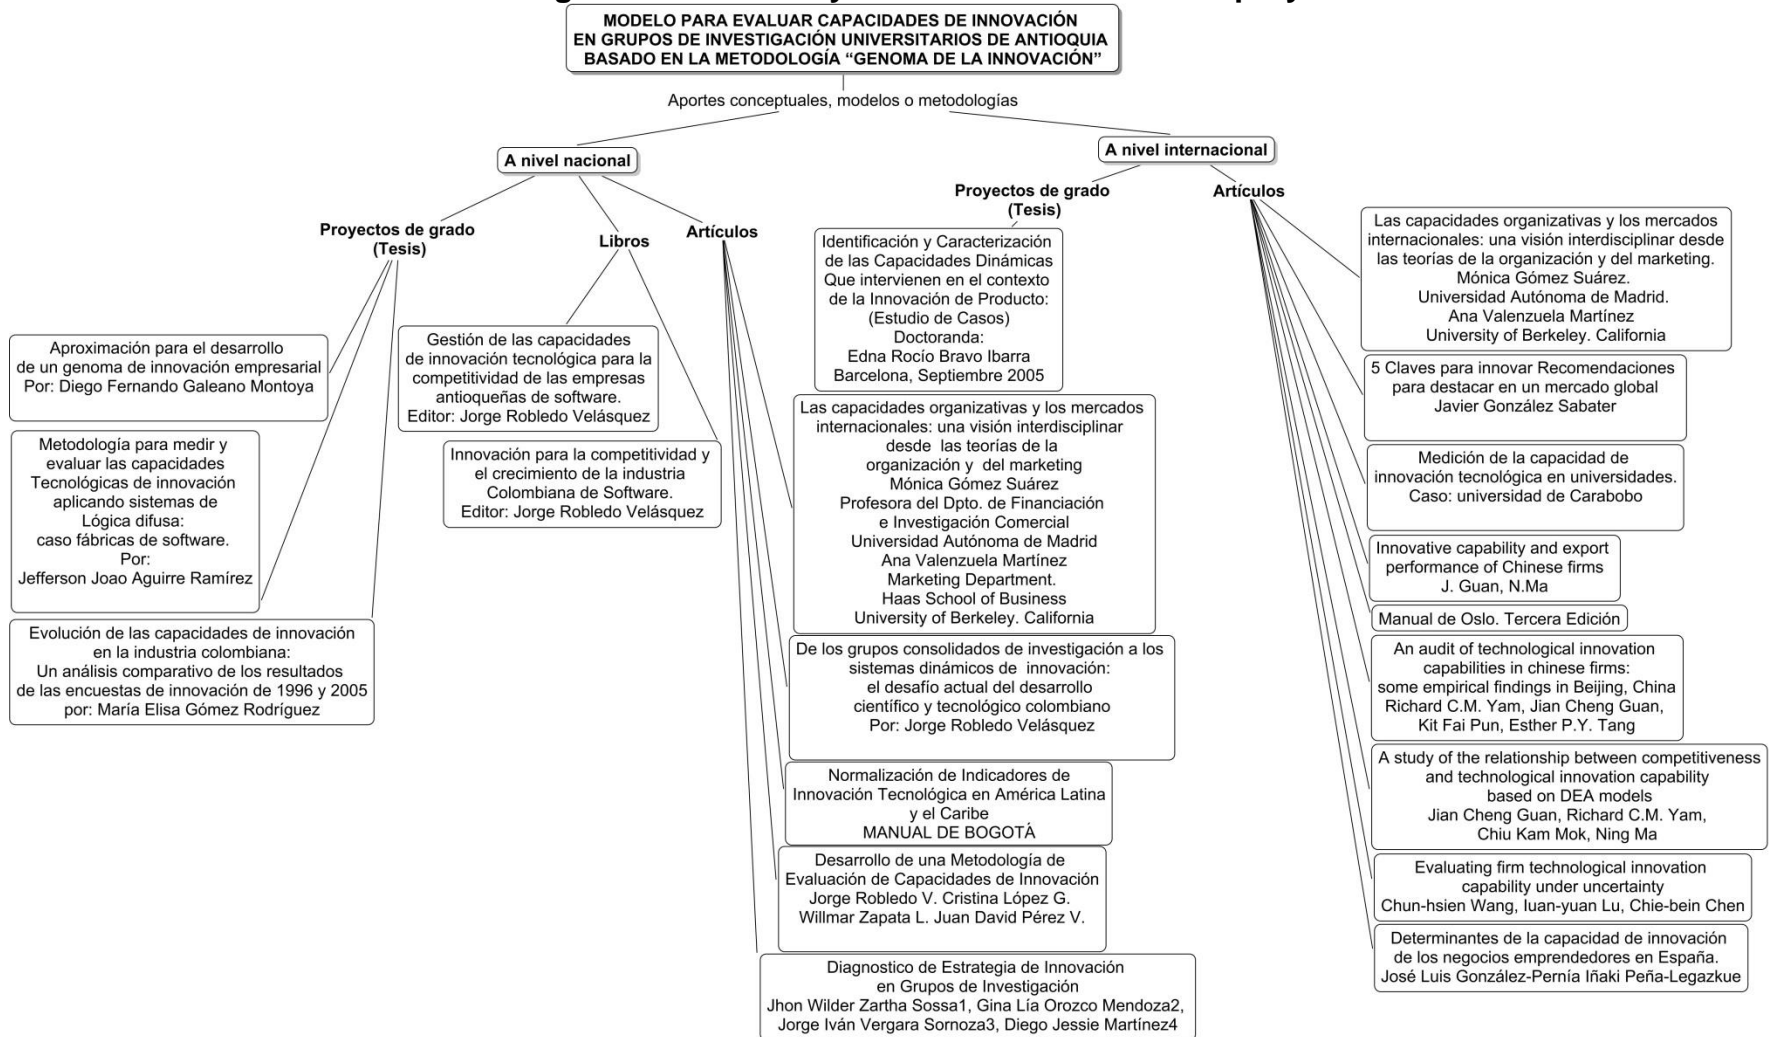 MODELO PARA EVALUAR CAPACIDADES DE INNOVACIÓN
EN GRUPOS DE INVESTIGACIÓN UNIVERSITARIOS DE ANTIOQUIA
BASADO EN LA METODOLOGÍA “GENOMA DE LA INNOVACIÓN”
Aportes conceptuales, modelos o metodologías
A nivel nacional
Proyectos de grado
(Tesis)
Aproximación para el desarrollo
de un genoma de innovación empresarial
Por: Diego Fernando Galeano Montoya
Metodología para medir y
evaluar las capacidades
Tecnológicas de innovación
aplicando sistemas de
Lógica difusa:
caso fábricas de software.
Por:
Jefferson Joao Aguirre Ramírez
Evolución de las capacidades de innovación
en la industria colombiana:
Un análisis comparativo de los resultados
de las encuestas de innovación de 1996 y 2005
por: María Elisa Gómez Rodríguez
Libros
Gestión de las capacidades
de innovación tecnológica para la
competitividad de las empresas
antioqueñas de software.
Editor: Jorge Robledo Velásquez
Innovación para la competitividad y
el crecimiento de la industria
Colombiana de Software.
Editor: Jorge Robledo Velásquez
Artículos
Las capacidades organizativas y los mercados
internacionales: una visión interdisciplinar
desde las teorías de la
organización y del marketing
Mónica Gómez Suárez
Profesora del Dpto. de Financiación
e Investigación Comercial
Universidad Autónoma de Madrid
Ana Valenzuela Martínez
Marketing Department.
Haas School of Business
University of Berkeley. California
De los grupos consolidados de investigación a los
sistemas dinámicos de innovación:
el desafío actual del desarrollo
científico y tecnológico colombiano
Por: Jorge Robledo Velásquez
Normalización de Indicadores de
Innovación Tecnológica en América Latina
y el Caribe
MANUAL DE BOGOTÀ
Desarrollo de una Metodología de
Evaluación de Capacidades de Innovación
Jorge Robledo V. Cristina López G.
Willmar Zapata L. Juan David Pérez V.
Diagnostico de Estrategia de Innovación
en Grupos de Investigación
Jhon Wilder Zartha Sossa1, Gina Lía Orozco Mendoza2,
Jorge Iván Vergara Sornoza3, Diego Jessie Martínez4
A nivel internacional
Proyectos de grado
(Tesis)
Identificación y Caracterización
de las Capacidades Dinámicas
Que intervienen en el contexto
de la Innovación de Producto:
(Estudio de Casos)
Doctoranda:
Edna Rocío Bravo Ibarra
Barcelona, Septiembre 2005
Artículos
Las capacidades organizativas y los mercados
internacionales: una visión interdisciplinar desde
las teorías de la organización y del marketing.
Mónica Gómez Suárez.
Universidad Autónoma de Madrid.
Ana Valenzuela Martínez
University of Berkeley. California
5 Claves para innovar Recomendaciones
para destacar en un mercado global
Javier González Sabater
Medición de la capacidad de
innovación tecnológica en universidades.
Caso: universidad de Carabobo
Innovative capability and export
performance of Chinese firms
J. Guan, N.Ma
Manual de Oslo. Tercera Edición
An audit of technological innovation
capabilities in chinese firms:
some empirical findings in Beijing, China
Richard C.M. Yam, Jian Cheng Guan,
Kit Fai Pun, Esther P.Y. Tang
A study of the relationship between competitiveness
and technological innovation capability
based on DEA models
Jian Cheng Guan, Richard C.M. Yam,
Chiu Kam Mok, Ning Ma
Evaluating firm technological innovation
capability under uncertainty
Chun-hsien Wang, Iuan-yuan Lu, Chie-bein Chen
Determinantes de la capacidad de innovación
de los negocios emprendedores en España.
José Luis González-Pernía Iñaki Peña-Legazkue